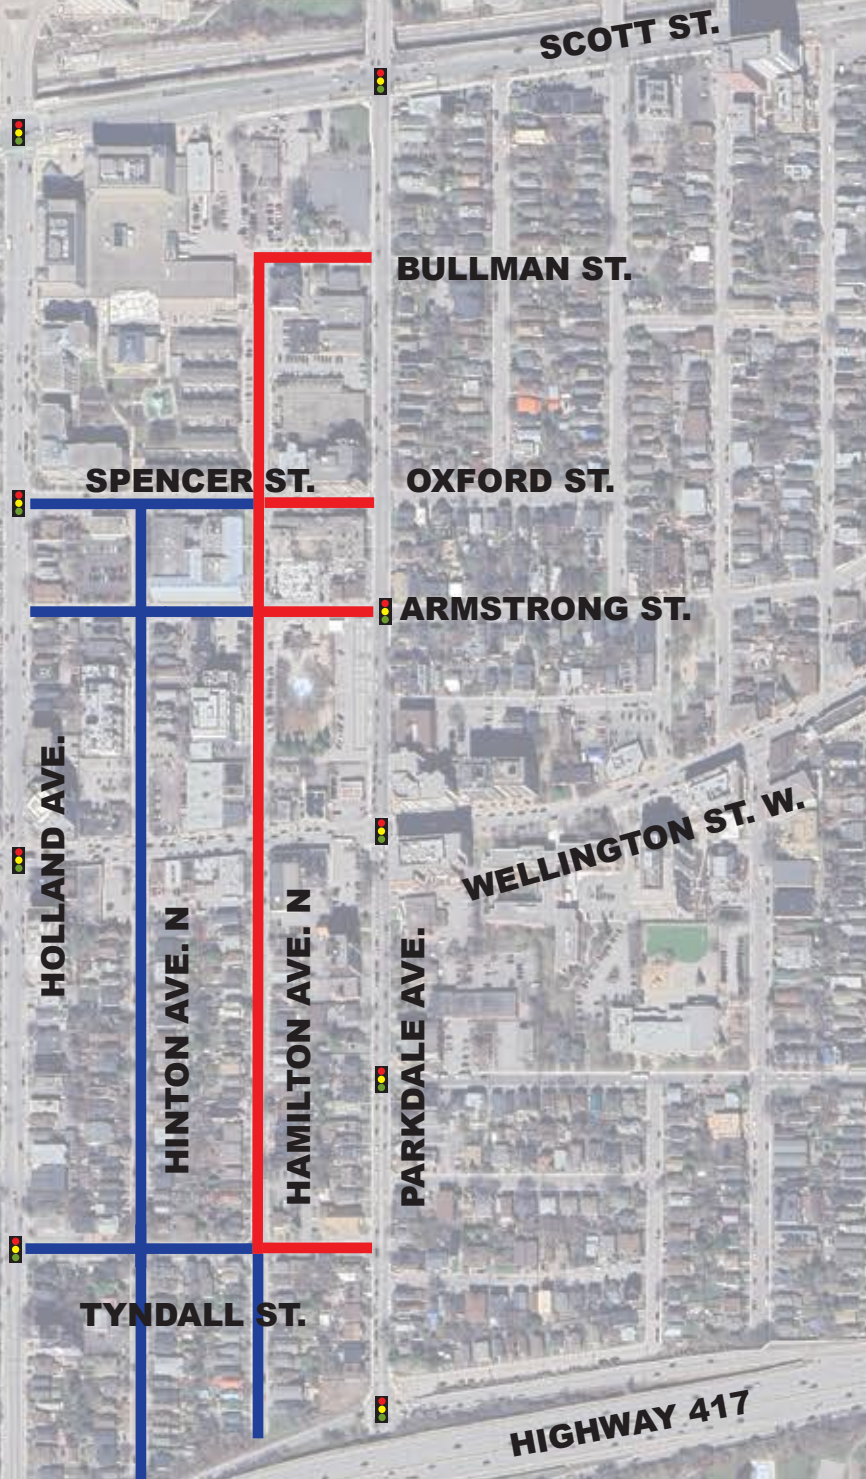 SCOTT ST.
BULLMAN ST.
SPENCER ST.
OXFORD ST.
ARMSTRONG ST.
HOLLAND AVE.
WELLINGTON ST. W.
HINTON AVE. N
HAMILTON AVE. N
PARKDALE AVE.
TYNDALL ST.
HIGHWAY 417